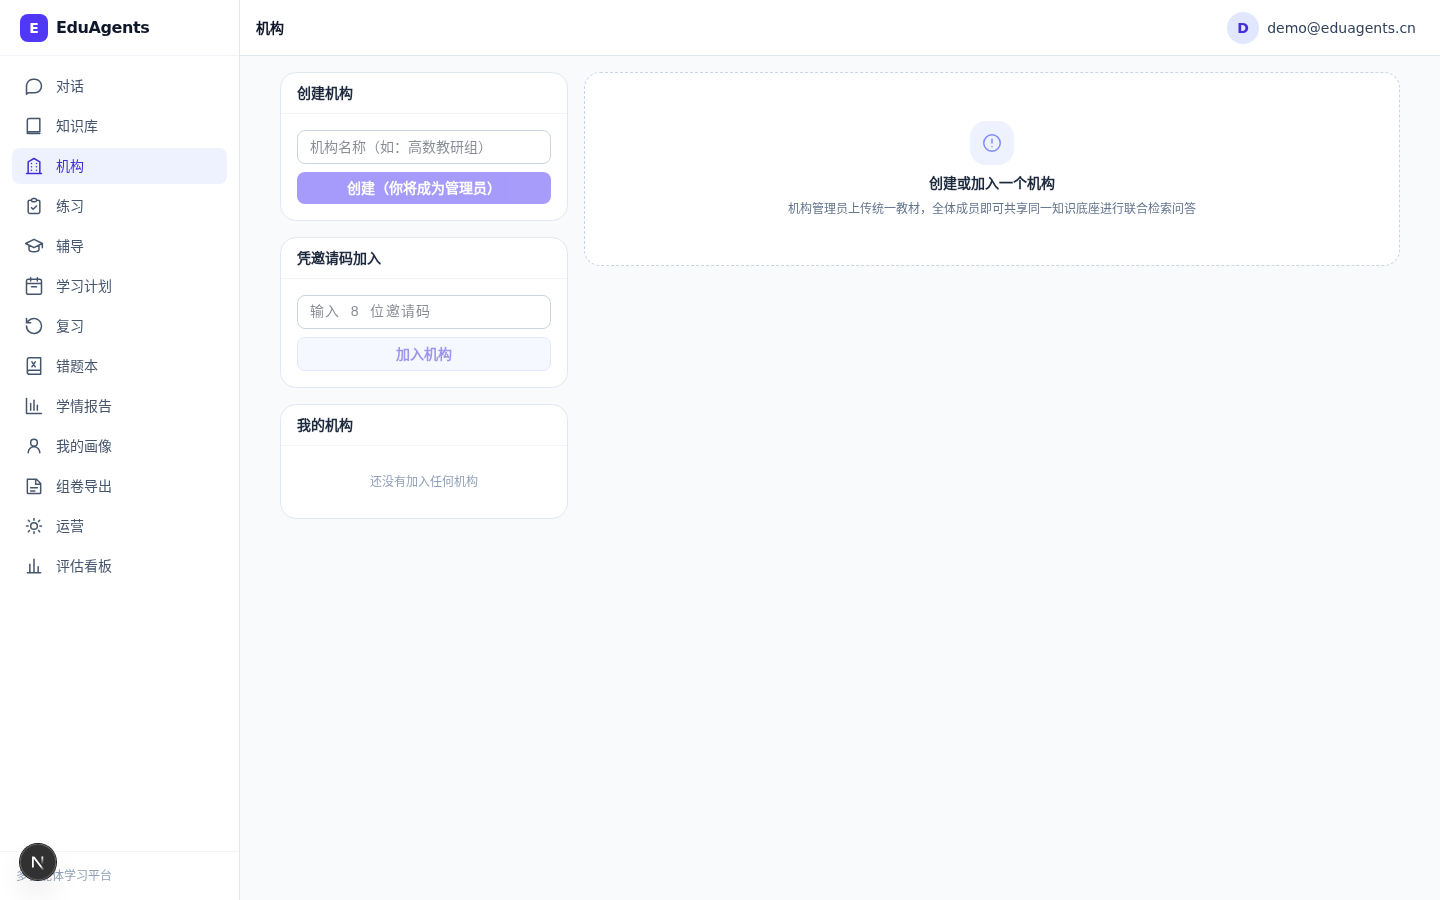 E EduAgents
对话
知识库
机构
练习
辅导
学习计划
复习
错题本
学情报告
我的画像
组卷导出
运营
评估看板
N
体学习平台
机构
D demo@eduagents.cn
创建机构
机构名称（如：高数教研组）
创建（你将成为管理员）
凭邀请码加入
输入 8 位邀请码
加入机构
我的机构
还没有加入任何机构
创建或加入一个机构
机构管理员上传统一教材，全体成员即可共享同一知识底座进行联合检索问答